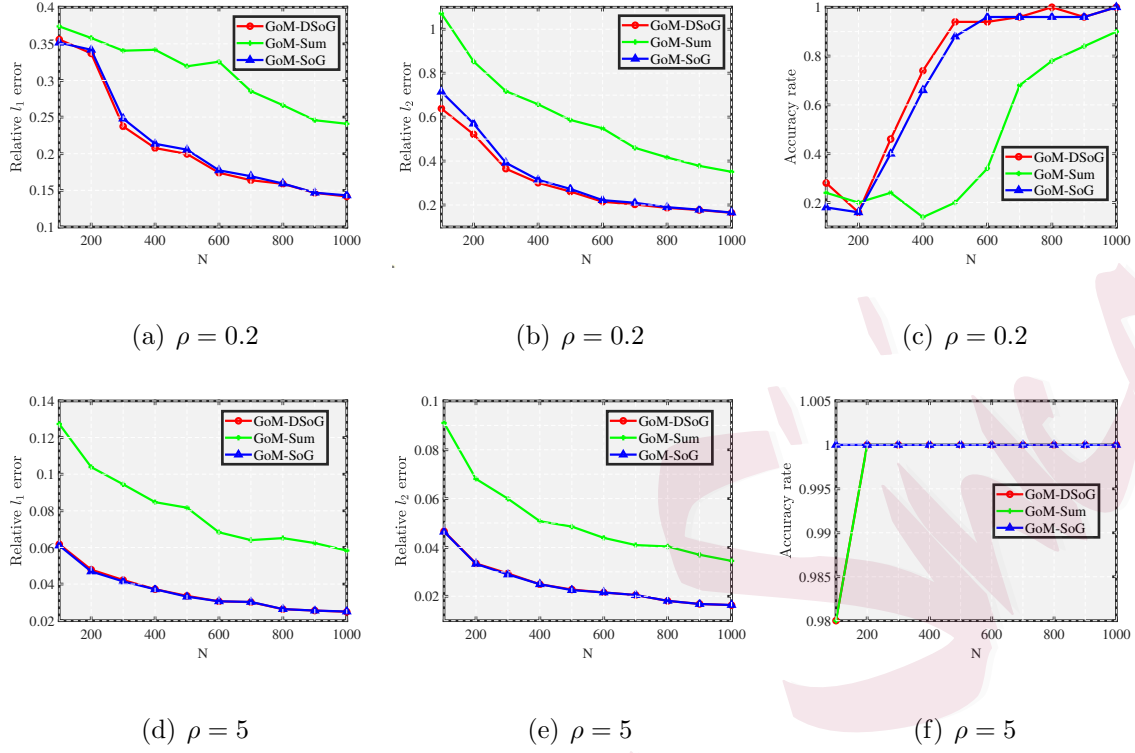 0.4
0.35
0.3
0.25
0.2
0.15
0.1
Relative l₁ error
GoM-DSoG
GoM-Sum
GoM-SoG
200 400 600 800 1000
N
(a) ρ = 0.2
1
0.8
0.6
0.4
0.2
Relative l₂ error
GoM-DSoG
GoM-Sum
GoM-SoG
200 400 600 800 1000
N
(b) ρ = 0.2
1
0.8
0.6
0.4
0.2
Accuracy rate
GoM-DSoG
GoM-Sum
GoM-SoG
200 400 600 800 1000
N
(c) ρ = 0.2
0.14
0.12
0.1
0.08
0.06
0.04
0.02
Relative l₁ error
GoM-DSoG
GoM-Sum
GoM-SoG
200 400 600 800 1000
N
(d) ρ = 5
0.1
0.08
0.06
0.04
0.02
Relative l₂ error
GoM-DSoG
GoM-Sum
GoM-SoG
200 400 600 800 1000
N
(e) ρ = 5
1.005
1
0.995
0.99
0.985
0.98
Accuracy rate
GoM-DSoG
GoM-Sum
GoM-SoG
200 400 600 800 1000
N
(f) ρ = 5